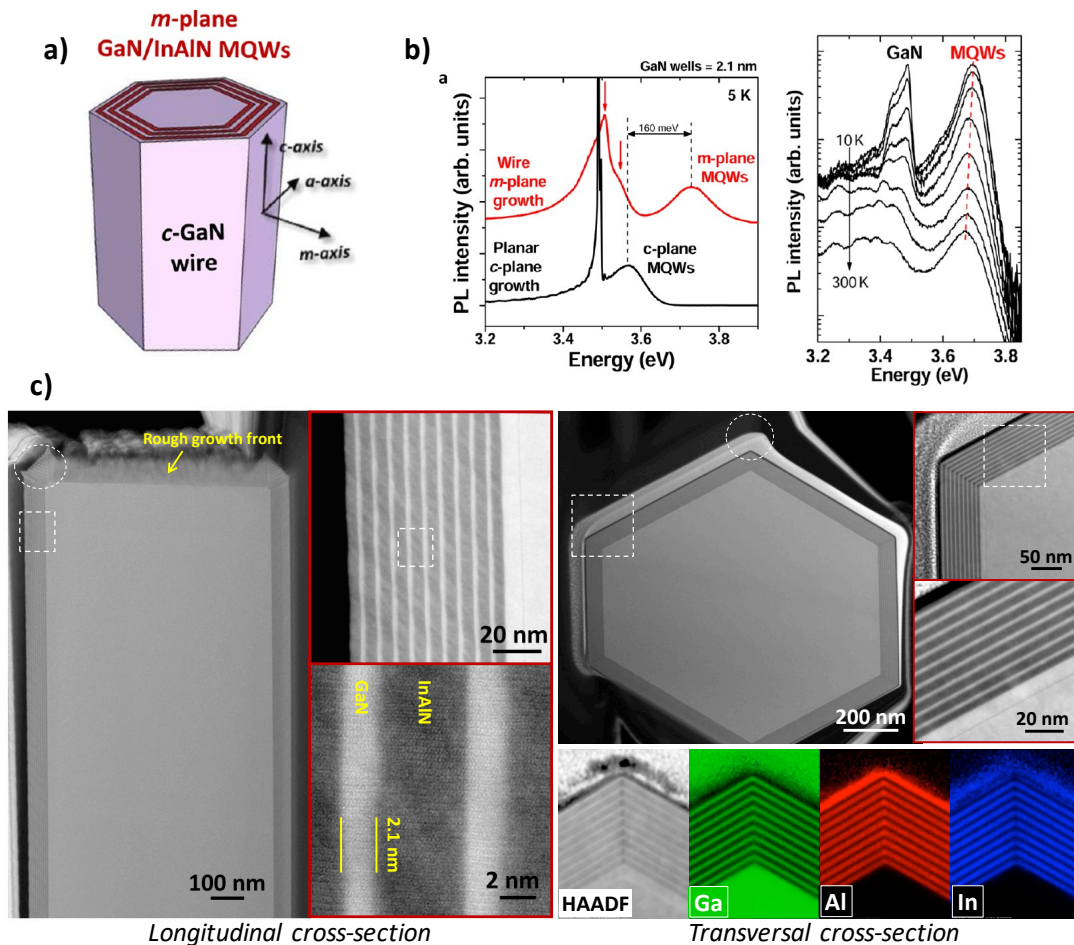 m-plane
GaN/InAlN MQWs
a)
c-axis
a-axis
m-axis
c-GaN
wire
b)
a
GaN wells = 2.1 nm
5 K
160 meV
Wire
m-plane
growth
m-plane
MQWs
Planar
c-plane
growth
c-plane
MQWs
PL intensity (arb. units)
3.2 3.4 3.6 3.8
Energy (eV)
GaN
MQWs
10K
300K
PL intensity (arb. units)
3.2 3.4 3.6 3.8
Energy (eV)
c)
Rough growth front
100 nm
20 nm
GaN
InAlN
2.1 nm
2 nm
Longitudinal cross-section
200 nm
50 nm
20 nm
HAADF
Ga
Al
In
Transversal cross-section